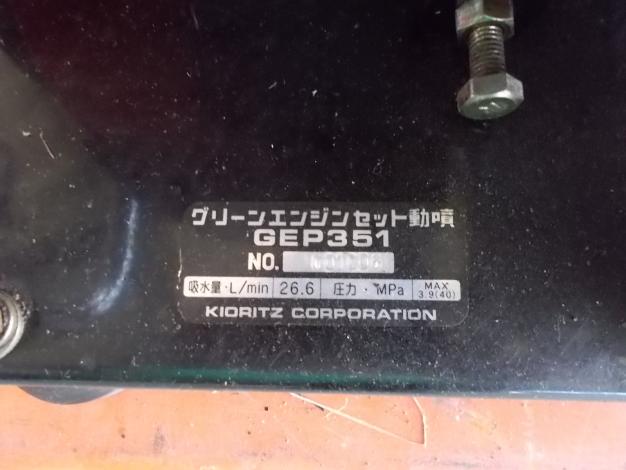 グリーンエンジンセット動噴
GEP351
NO.
吸水量・L/min 26.6 圧力・MPa MAX 3.9(40)
KIORITZ CORPORATION